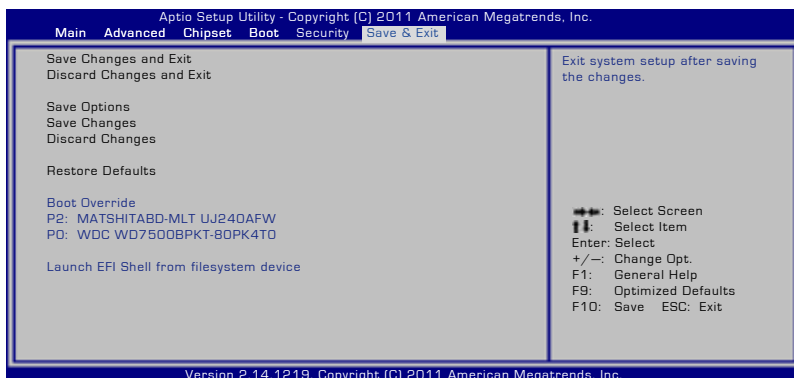 Aptio Setup Utility - Copyright (C) 2011 American Megatrends, Inc.
Main Advanced Chipset Boot Security Save & Exit
Save Changes and Exit
Discard Changes and Exit
Save Options
Save Changes
Discard Changes
Restore Defaults
Boot Override
P2: MATSHITABD-MLT UJ240AFW
P0: WDC WD7500BPKT-80PK4T0
Launch EFI Shell from filesystem device
Exit system setup after saving
the changes.
→←: Select Screen
↑↓: Select Item
Enter: Select
+/—: Change Opt.
F1: General Help
F9: Optimized Defaults
F10: Save ESC: Exit
Version 2.14.1219. Copyright (C) 2011 American Megatrends, Inc.